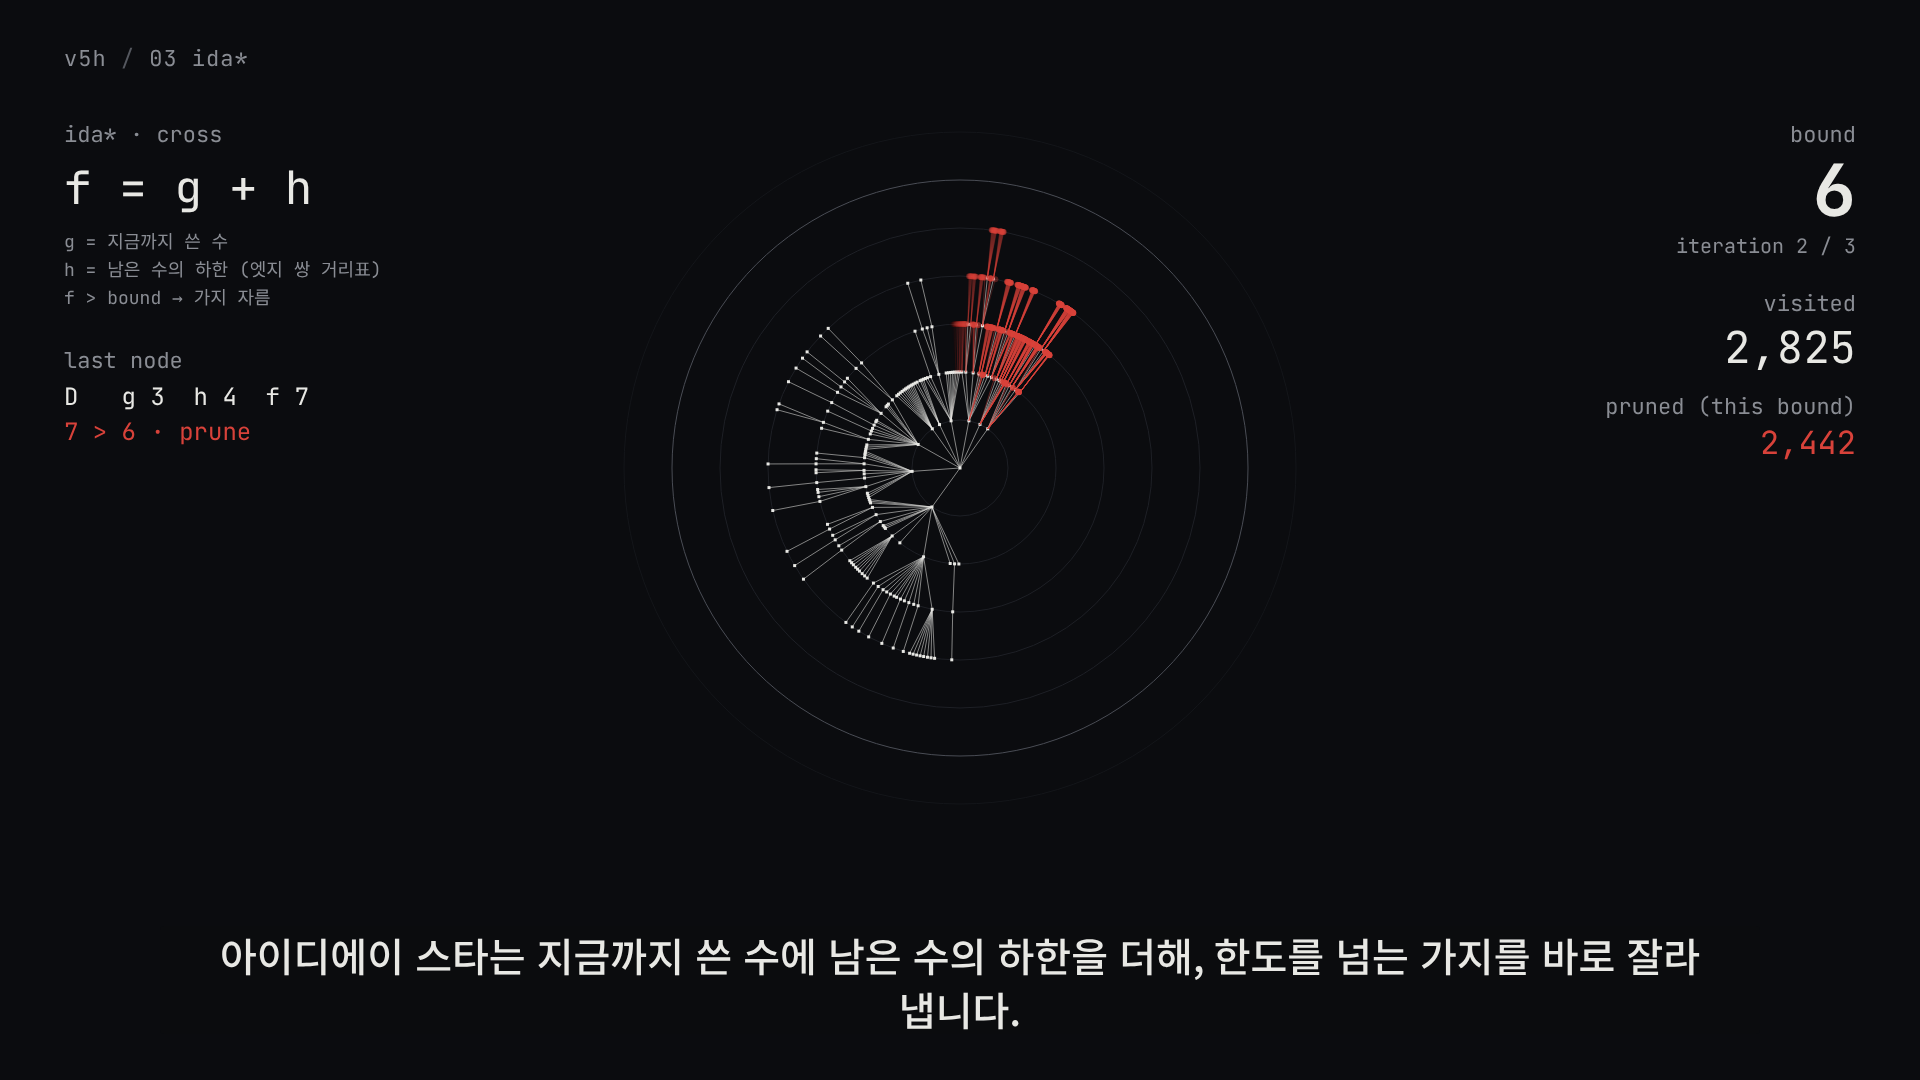 v5h / 03 ida*
ida* · cross
f = g + h
g = 지금까지 쓴 수
h = 남은 수의 하한 (엣지 쌍 거리표)
f > bound → 가지 자름
last node
D g 3 h 4 f 7
7 > 6 · prune
bound
6
iteration 2 / 3
visited
2,825
pruned (this bound)
2,442
아이디에이 스타는 지금까지 쓴 수에 남은 수의 하한을 더해, 한도를 넘는 가지를 바로 잘라
냅니다.